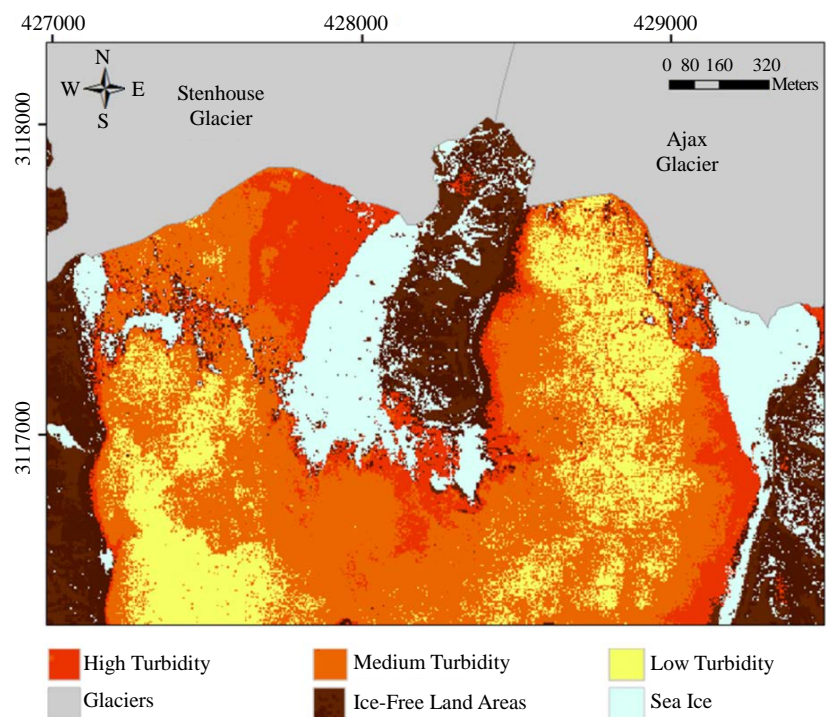 427000 428000 429000
N
W E
S
Stenhouse
Glacier
0 80 160 320
Meters
Ajax
Glacier
3118000
3117000
High Turbidity
Medium Turbidity
Low Turbidity
Glaciers
Ice-Free Land Areas
Sea Ice